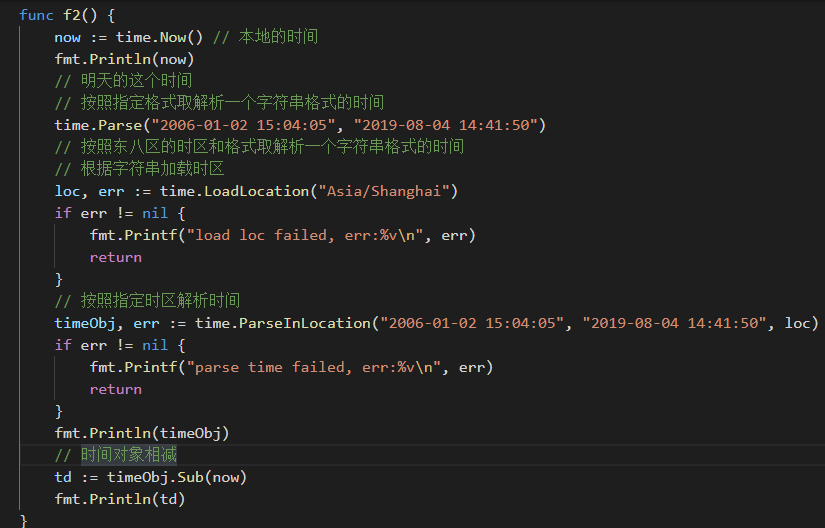 func f2() {
    now := time.Now() // 本地的时间
    fmt.Println(now)
    // 明天的这个时间
    // 按照指定格式取解析一个字符串格式的时间
    time.Parse("2006-01-02 15:04:05", "2019-08-04 14:41:50")
    // 按照东八区的时区和格式取解析一个字符串格式的时间
    // 根据字符串加载时区
    loc, err := time.LoadLocation("Asia/Shanghai")
    if err != nil {
        fmt.Printf("load loc failed, err:%v\n", err)
        return
    }
    // 按照指定时区解析时间
    timeObj, err := time.ParseInLocation("2006-01-02 15:04:05", "2019-08-04 14:41:50", loc)
    if err != nil {
        fmt.Printf("parse time failed, err:%v\n", err)
        return
    }
    fmt.Println(timeObj)
    // 时间对象相减
    td := timeObj.Sub(now)
    fmt.Println(td)
}